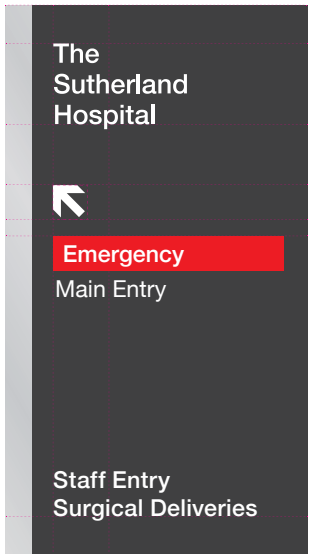 The
Sutherland
Hospital
Emergency
Main Entry
Staff Entry
Surgical Deliveries